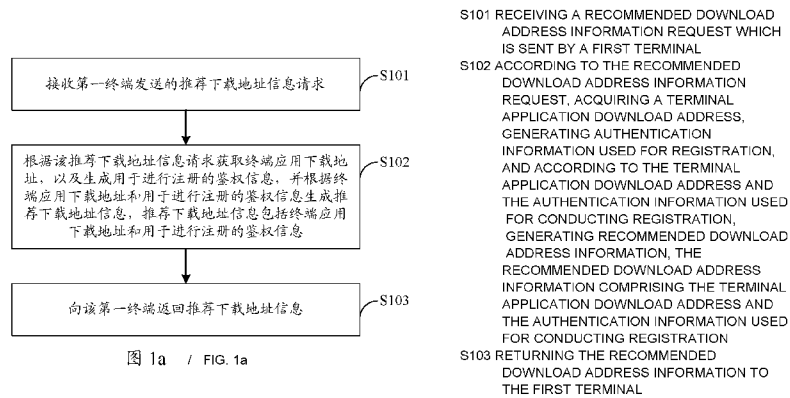 接收第一终端发送的推荐下载地址信息请求
S101
根据该推荐下载地址信息请求获取终端应用下载地
址，以及生成用于进行注册的鉴权信息，并根据终
端应用下载地址和用于进行注册的鉴权信息生成推
荐下载地址信息，推荐下载地址信息包括终端应用
下载地址和用于进行注册的鉴权信息
S102
向该第一终端返回推荐下载地址信息
S103
图 1a / FIG. 1a
S101 RECEIVING A RECOMMENDED DOWNLOAD
ADDRESS INFORMATION REQUEST WHICH
IS SENT BY A FIRST TERMINAL
S102 ACCORDING TO THE RECOMMENDED
DOWNLOAD ADDRESS INFORMATION
REQUEST, ACQUIRING A TERMINAL
APPLICATION DOWNLOAD ADDRESS,
GENERATING AUTHENTICATION
INFORMATION USED FOR REGISTRATION,
AND ACCORDING TO THE TERMINAL
APPLICATION DOWNLOAD ADDRESS AND
THE AUTHENTICATION INFORMATION USED
FOR CONDUCTING REGISTRATION,
GENERATING RECOMMENDED DOWNLOAD
ADDRESS INFORMATION, THE
RECOMMENDED DOWNLOAD ADDRESS
INFORMATION COMPRISING THE TERMINAL
APPLICATION DOWNLOAD ADDRESS AND
THE AUTHENTICATION INFORMATION USED
FOR CONDUCTING REGISTRATION
S103 RETURNING THE RECOMMENDED
DOWNLOAD ADDRESS INFORMATION TO
THE FIRST TERMINAL